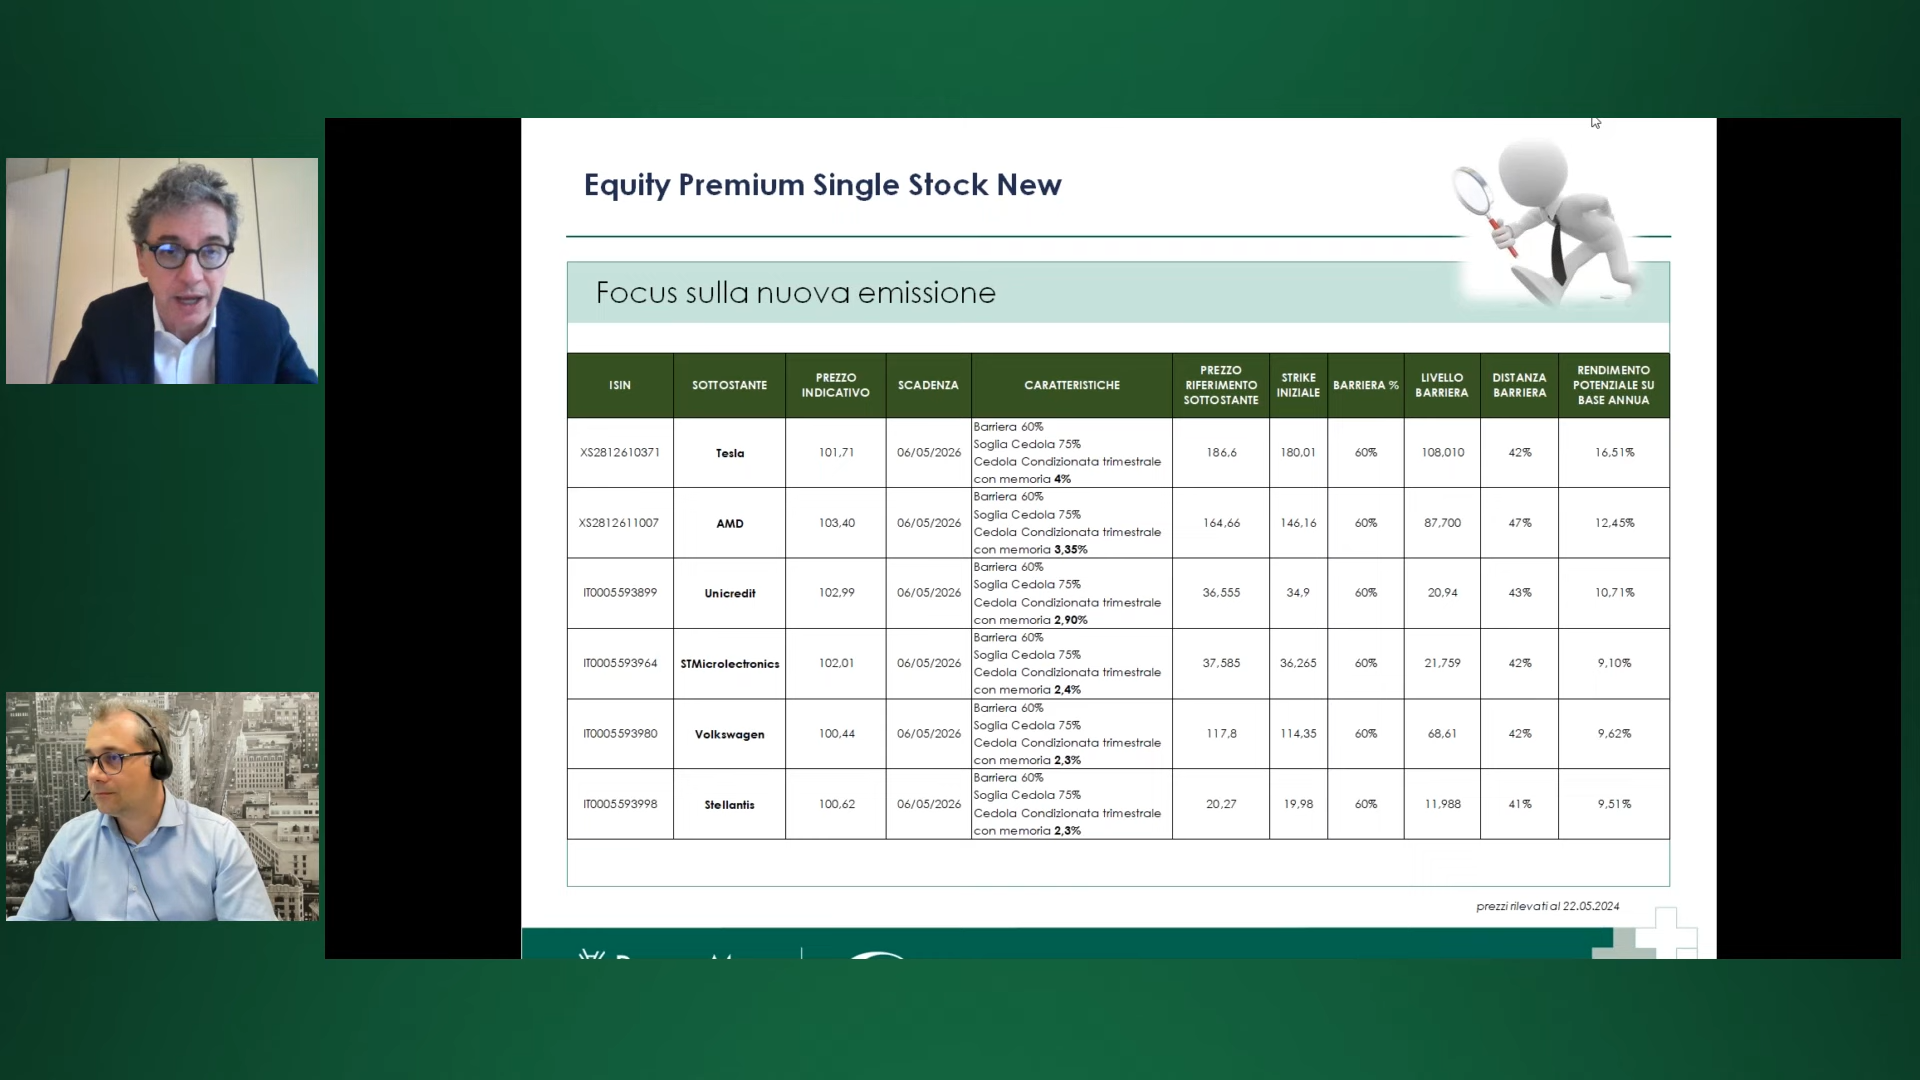 Equity Premium Single Stock New
Focus sulla nuova emissione
ISIN
SOTTOSTANTE
PREZZO
INDICATIVO
SCADENZA
CARATTERISTICHE
PREZZO
RIFERIMENTO
SOTTOSTANTE
STRIKE
INIZIALE
BARRIERA %
LIVELLO
BARRIERA
DISTANZA
BARRIERA
RENDIMENTO
POTENZIALE SU
BASE ANNUA
XS2812610371
Tesla
101,71
06/05/2026
Barriera 60%
Soglia Cedola 75%
Cedola Condizionata trimestrale
con memoria 4%
186,6
180,01
60%
108,010
42%
16,51%
XS2812611007
AMD
103,40
06/05/2026
Barriera 60%
Soglia Cedola 75%
Cedola Condizionata trimestrale
con memoria 3,35%
164,66
146,16
60%
87,700
47%
12,45%
IT0005593899
Unicredit
102,99
06/05/2026
Barriera 60%
Soglia Cedola 75%
Cedola Condizionata trimestrale
con memoria 2,90%
36,555
34,9
60%
20,94
43%
10,71%
IT0005593964
STMicrolectronics
102,01
06/05/2026
Barriera 60%
Soglia Cedola 75%
Cedola Condizionata trimestrale
con memoria 2,4%
37,585
36,265
60%
21,759
42%
9,10%
IT0005593980
Volkswagen
100,44
06/05/2026
Barriera 60%
Soglia Cedola 75%
Cedola Condizionata trimestrale
con memoria 2,3%
117,8
114,35
60%
68,61
42%
9,62%
IT0005593998
Stellantis
100,62
06/05/2026
Barriera 60%
Soglia Cedola 75%
Cedola Condizionata trimestrale
con memoria 2,3%
20,27
19,98
60%
11,988
41%
9,51%
prezzi rilevati al 22.05.2024